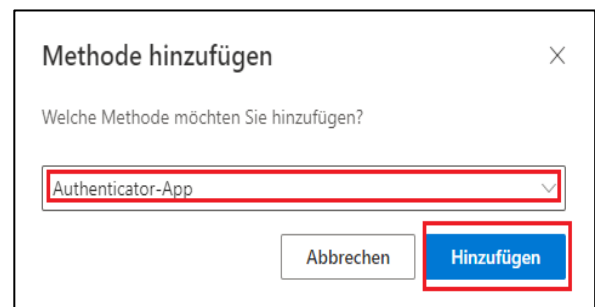 Methode hinzufügen
Welche Methode möchten Sie hinzufügen?
Authenticator-App
Abbrechen
Hinzufügen